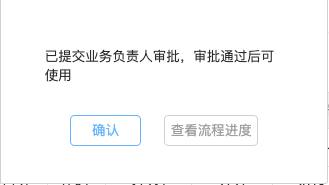 已提交业务负责人审批，审批通过后可
使用
确认
查看流程进度